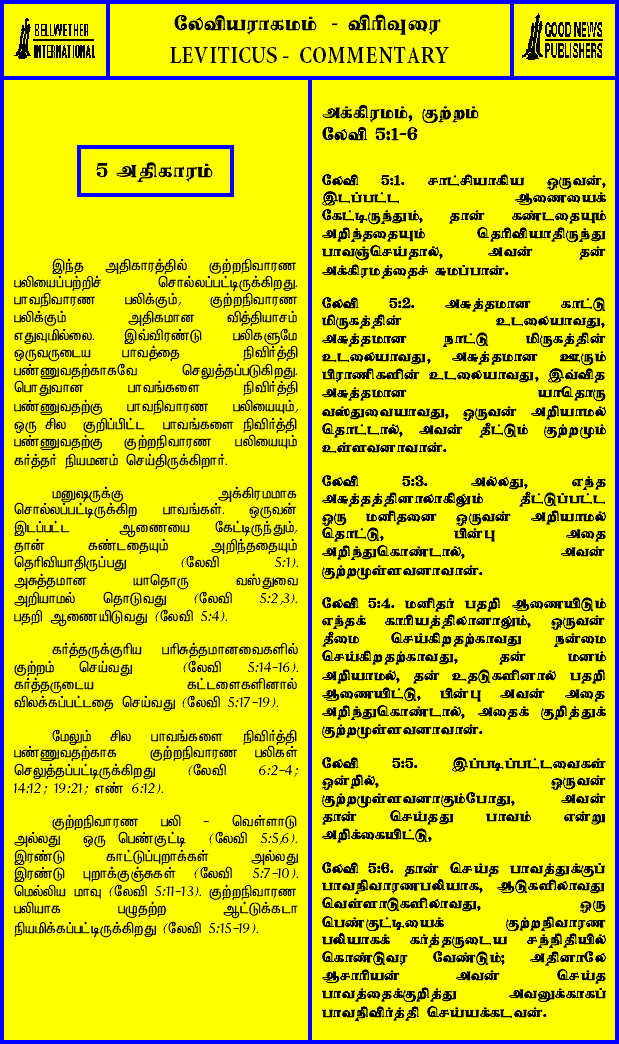 BELLWETHER
INTERNATIONAL
லேவியராகமம் - விரிவுரை
LEVITICUS - COMMENTARY
GOOD NEWS
PUBLISHERS
5 அதிகாரம்
இந்த அதிகாரத்தில் குற்றநிவாரண
பலியைப்பற்றிச் சொல்லப்பட்டிருக்கிறது.
பாவநிவாரண பலிக்கும், குற்றநிவாரண
பலிக்கும் அதிகமான வித்தியாசம்
எதுவுமில்லை. இவ்விரண்டு பலிகளுமே
ஒருவருடைய பாவத்தை நிவிர்த்தி
பண்ணுவதற்காகவே செலுத்தப்படுகிறது.
பொதுவான பாவங்களை நிவிர்த்தி
பண்ணுவதற்கு பாவநிவாரண பலியையும்,
ஒரு சில குறிப்பிட்ட பாவங்களை நிவிர்த்தி
பண்ணுவதற்கு குற்றநிவாரண பலியையும்
கர்த்தர் நியமனம் செய்திருக்கிறார்.
மனுஷருக்கு அக்கிரமமாக
சொல்லப்பட்டிருக்கிற பாவங்கள். ஒருவன்
இடப்பட்ட ஆணையை கேட்டிருந்தும்,
தான் கண்டதையும் அறிந்ததையும்
தெரிவியாதிருப்பது (லேவி 5:1).
அசுத்தமான யாதொரு வஸ்துவை
அறியாமல் தொடுவது (லேவி 5:2,3).
பதறி ஆணையிடுவது (லேவி 5:4).
கர்த்தருக்குரிய பரிசுத்தமானவைகளில்
குற்றம் செய்வது (லேவி 5:14-16).
கர்த்தருடைய கட்டளைகளினால்
விலக்கப்பட்டதை செய்வது (லேவி 5:17-19).
மேலும் சில பாவங்களை நிவிர்த்தி
பண்ணுவதற்காக குற்றநிவாரண பலிகள்
செலுத்தப்பட்டிருக்கிறது (லேவி 6:2-4;
14:12; 19:21; எண் 6:12).
குற்றநிவாரண பலி - வெள்ளாடு
அல்லது ஒரு பெண்குட்டி (லேவி 5:5,6).
இரண்டு காட்டுப்புறாக்கள் அல்லது
இரண்டு புறாக்குஞ்சுகள் (லேவி 5:7-10).
மெல்லிய மாவு (லேவி 5:11-13). குற்றநிவாரண
பலியாக பழுதற்ற ஆட்டுக்கடா
நியமிக்கப்பட்டிருக்கிறது (லேவி 5:15-19).
அக்கிரமம், குற்றம்
லேவி 5:1-6
லேவி 5:1. சாட்சியாகிய ஒருவன்,
இடப்பட்ட ஆணையைக்
கேட்டிருந்தும், தான் கண்டதையும்
அறிந்ததையும் தெரிவியாதிருந்து
பாவஞ்செய்தால், அவன் தன்
அக்கிரமத்தைச் சுமப்பான்.
லேவி 5:2. அசுத்தமான காட்டு
மிருகத்தின் உடலையாவது,
அசுத்தமான நாட்டு மிருகத்தின்
உடலையாவது, அசுத்தமான ஊரும்
பிராணிகளின் உடலையாவது, இவ்வித
அசுத்தமான யாதொரு
வஸ்துவையாவது, ஒருவன் அறியாமல்
தொட்டால், அவன் தீட்டும் குற்றமும்
உள்ளவனாவான்.
லேவி 5:3. அல்லது, எந்த
அசுத்தத்தினாலாகிலும் தீட்டுப்பட்ட
ஒரு மனிதனை ஒருவன் அறியாமல்
தொட்டு, பின்பு அதை
அறிந்துகொண்டால், அவன்
குற்றமுள்ளவனாவான்.
லேவி 5:4. மனிதர் பதறி ஆணையிடும்
எந்தக் காரியத்திலானாலும், ஒருவன்
தீமை செய்கிறதற்காவது நன்மை
செய்கிறதற்காவது, தன் மனம்
அறியாமல், தன் உதடுகளினால் பதறி
ஆணையிட்டு, பின்பு அவன் அதை
அறிந்துகொண்டால், அதைக் குறித்துக்
குற்றமுள்ளவனாவான்.
லேவி 5:5. இப்படிப்பட்டவைகள்
ஒன்றில், ஒருவன்
குற்றமுள்ளவனாகும்போது, அவன்
தான் செய்தது பாவம் என்று
அறிக்கையிட்டு,
லேவி 5:6. தான் செய்த பாவத்துக்குப்
பாவநிவாரணபலியாக, ஆடுகளிலாவது
வெள்ளாடுகளிலாவது, ஒரு
பெண்குட்டியைக் குற்றநிவாரண
பலியாகக் கர்த்தருடைய சந்நிதியில்
கொண்டுவர வேண்டும்; அதினாலே
ஆசாரியன் அவன் செய்த
பாவத்தைக்குறித்து அவனுக்காகப்
பாவநிவிர்த்தி செய்யக்கடவன்.